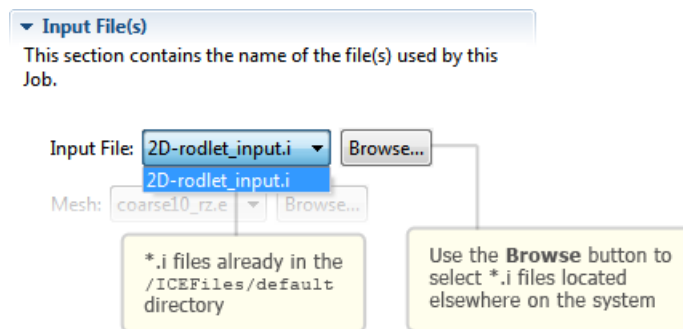 Input File(s)
This section contains the name of the file(s) used by this
Job.
Input File: 2D-rodlet_input.i Browse...
2D-rodlet_input.i
Mesh: coarse10_rz.e Browse...
*.i files already in the
/ICEFiles/default
directory
Use the Browse button to
select *.i files located
elsewhere on the system